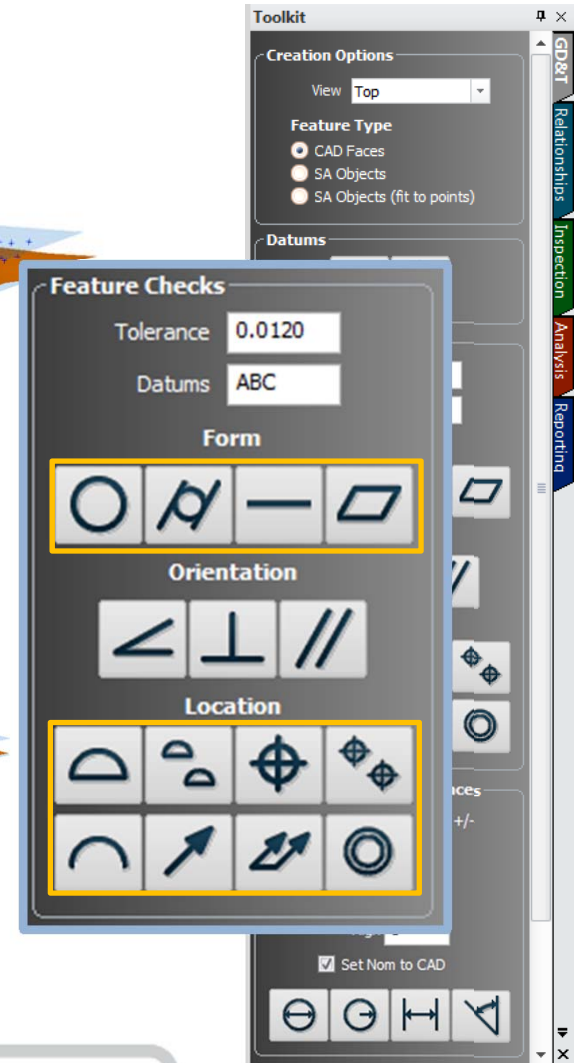 Toolkit
Creation Options
View Top
Feature Type
CAD Faces
SA Objects
SA Objects (fit to points)
Datums
Feature Checks
Tolerance 0.0120
Datums ABC
Form
Orientation
Location
+/-
Set Nom to CAD
GD&T
Relationships
Inspection
Analysis
Reporting